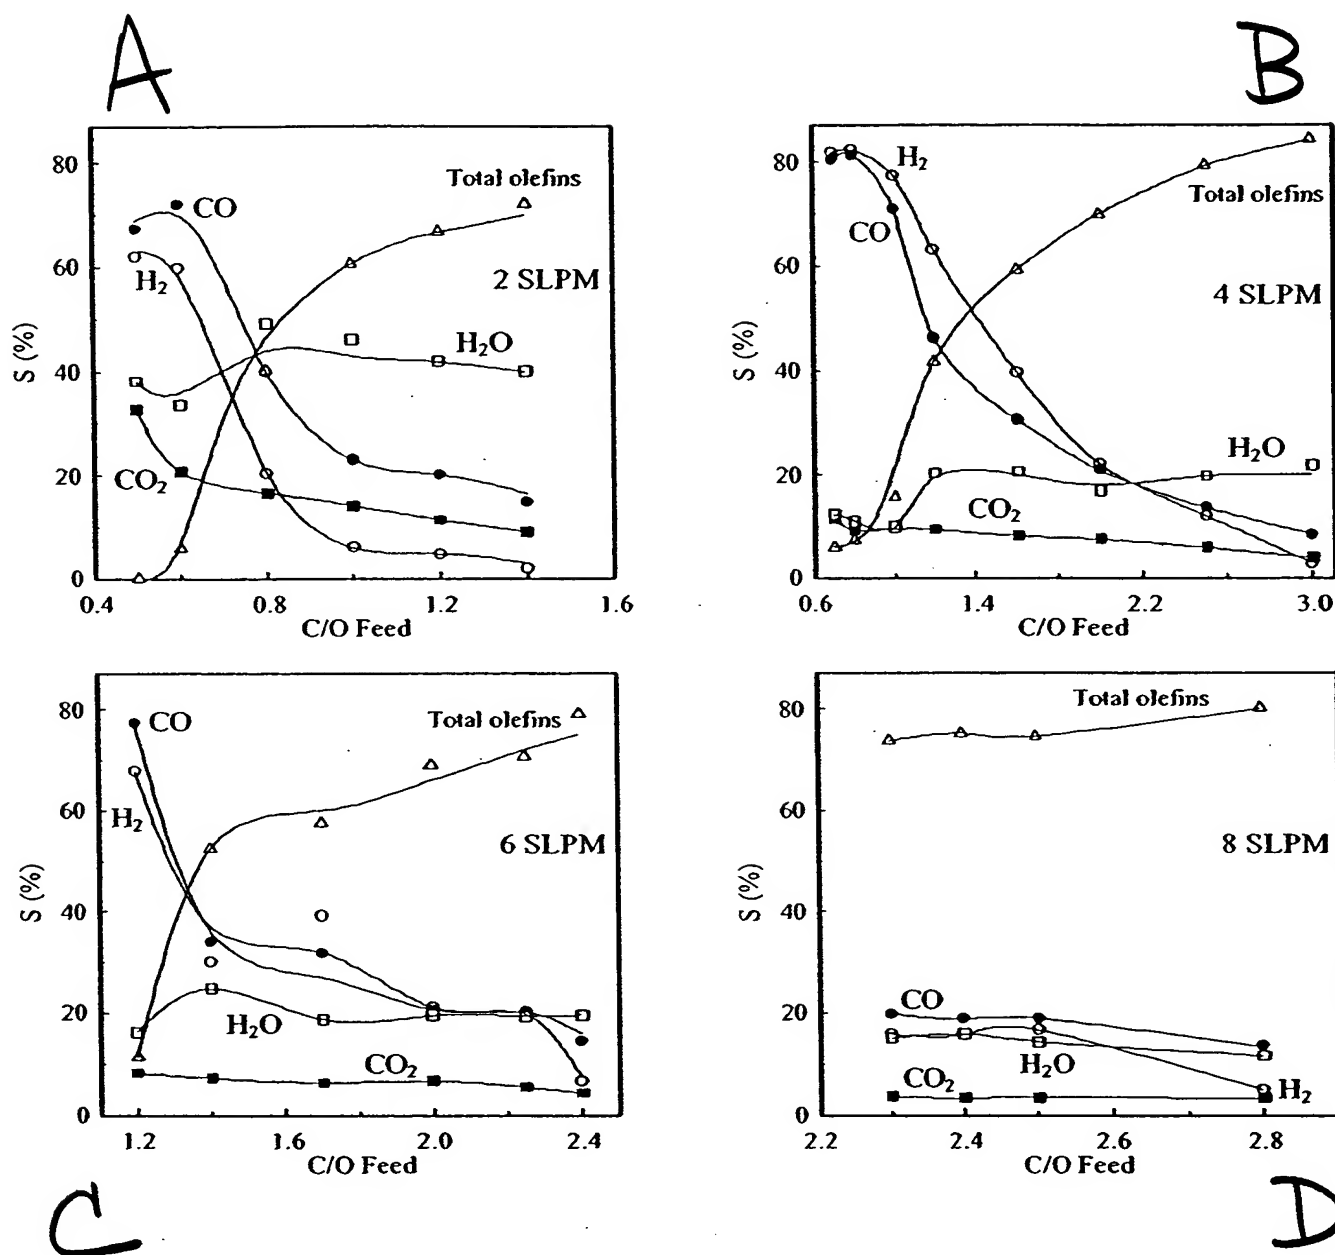 A
B
80
60
40
20
0
S (%)
CO
H₂
Total olefins
2 SLPM
H₂O
CO₂
0.4 0.8 1.2 1.6
C/O Feed
80
60
40
20
0
S (%)
H₂
CO
Total olefins
4 SLPM
H₂O
CO₂
0.6 1.4 2.2 3.0
C/O Feed
80
60
40
20
0
S (%)
CO
H₂
Total olefins
6 SLPM
H₂O
CO₂
1.2 1.6 2.0 2.4
C/O Feed
80
60
40
20
0
S (%)
Total olefins
8 SLPM
CO
CO₂
H₂O
H₂
2.2 2.4 2.6 2.8
C/O Feed
C
D